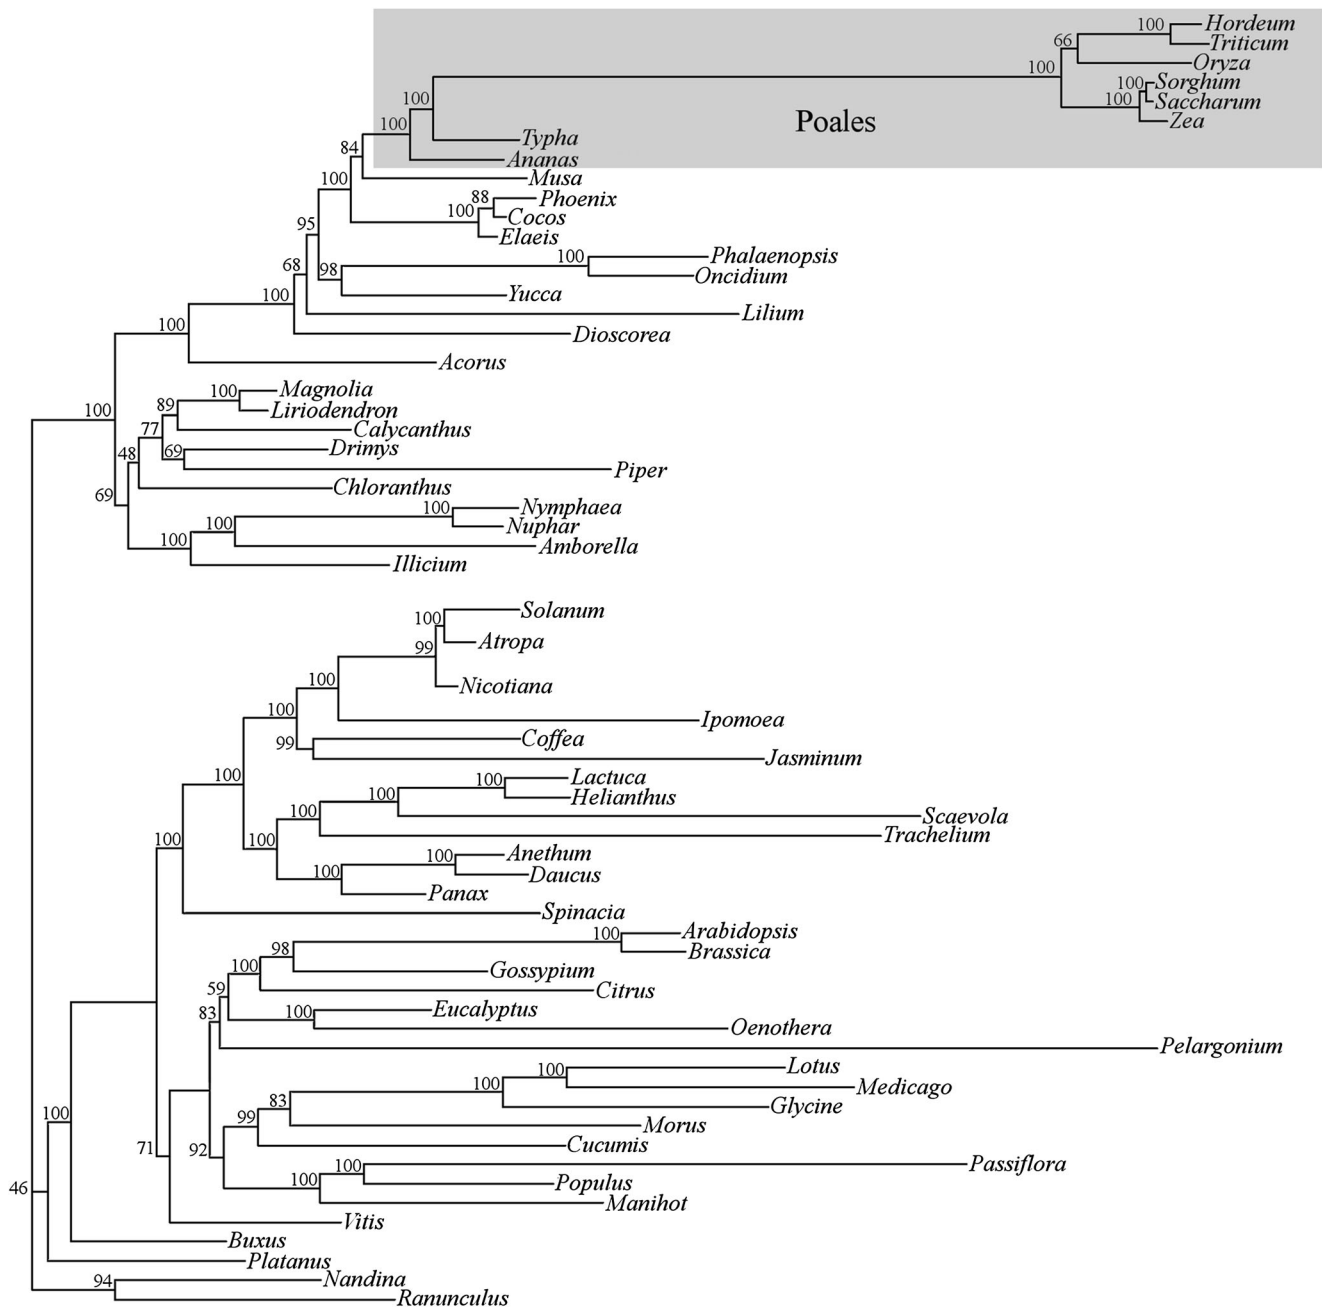 100 Hordeum
66 Triticum
100 Oryza
100 Sorghum
100 Saccharum
100 Zea
Poales
100 Typha
100 Ananas
84 Musa
100 88 Phoenix
100 Cocos
95 Elaeis
100 Phalaenopsis
68 98 Oncidium
100 Yucca
100 Lilium
Dioscorea
Acorus
100 Magnolia
100 89 Liriodendron
77 Calycanthus
48 69 Drimys
Piper
69 Chloranthus
100 Nymphaea
100 Nuphar
100 Amborella
Illicium
100 Solanum
99 Atropa
100 Nicotiana
100 Ipomoea
99 Coffea
Jasminum
100 100 Lactuca
100 Helianthus
100 Scaevola
100 100 Trachelium
100 Anethum
100 Daucus
Panax
Spinacia
100 Arabidopsis
98 Brassica
100 Gossypium
59 Citrus
83 100 Eucalyptus
Oenothera
Pelargonium
100 Lotus
100 Medicago
83 Glycine
100 99 Morus
71 92 Cucumis
100 Passiflora
100 Populus
46 Manihot
Vitis
Buxus
Platanus
94 Nandina
Ranunculus